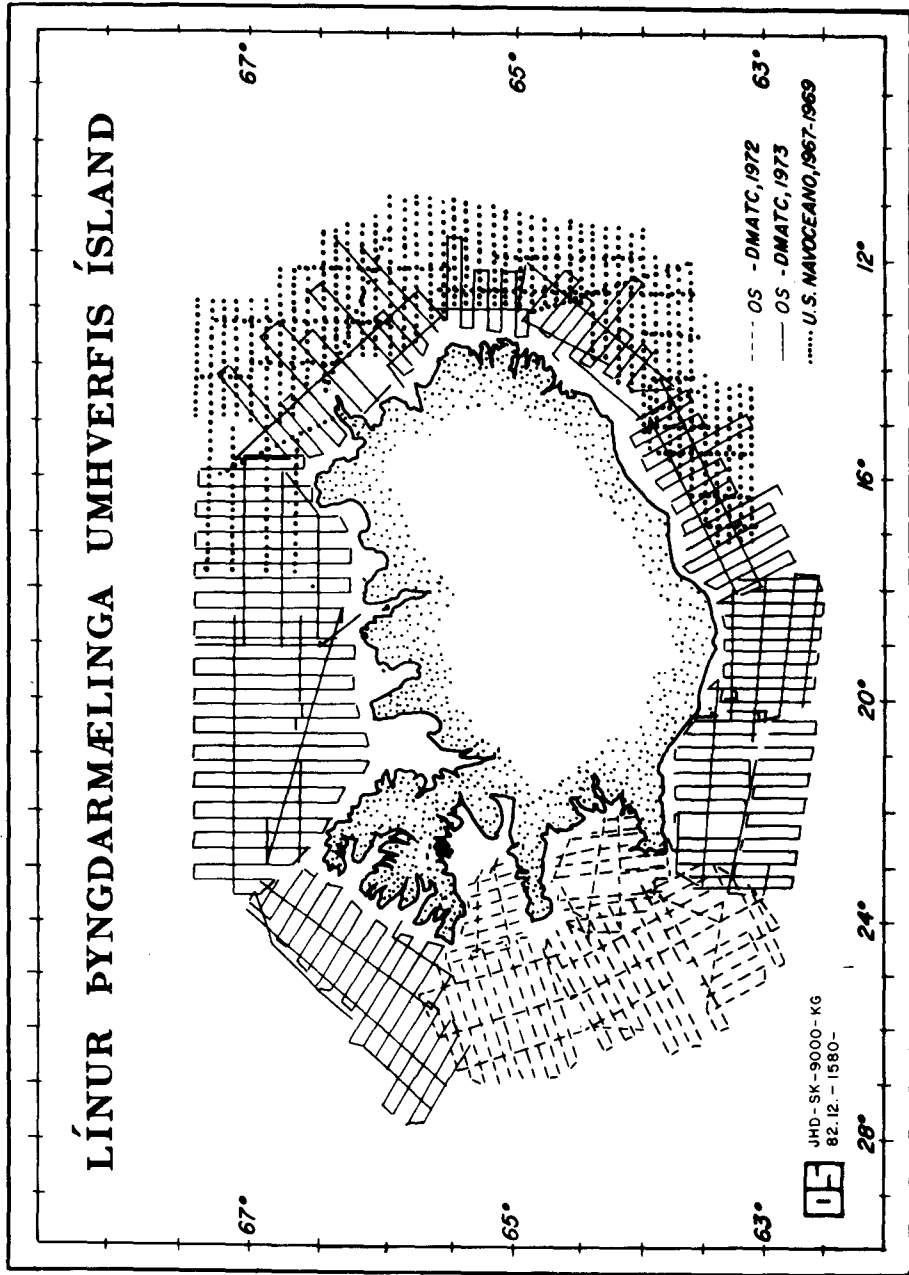 LÍNUR ÞYNGDARMÆLINGA UMHVERFIS ÍSLAND
67°
67°
65°
65°
63°
63°
---- OS - DMATC, 1972
—— OS - DMATC, 1973
...... U.S. NAVOCEANO, 1967-1969
28°
24°
20°
16°
12°
OS
JHD-SK-9000-KG
82.12.-1580-